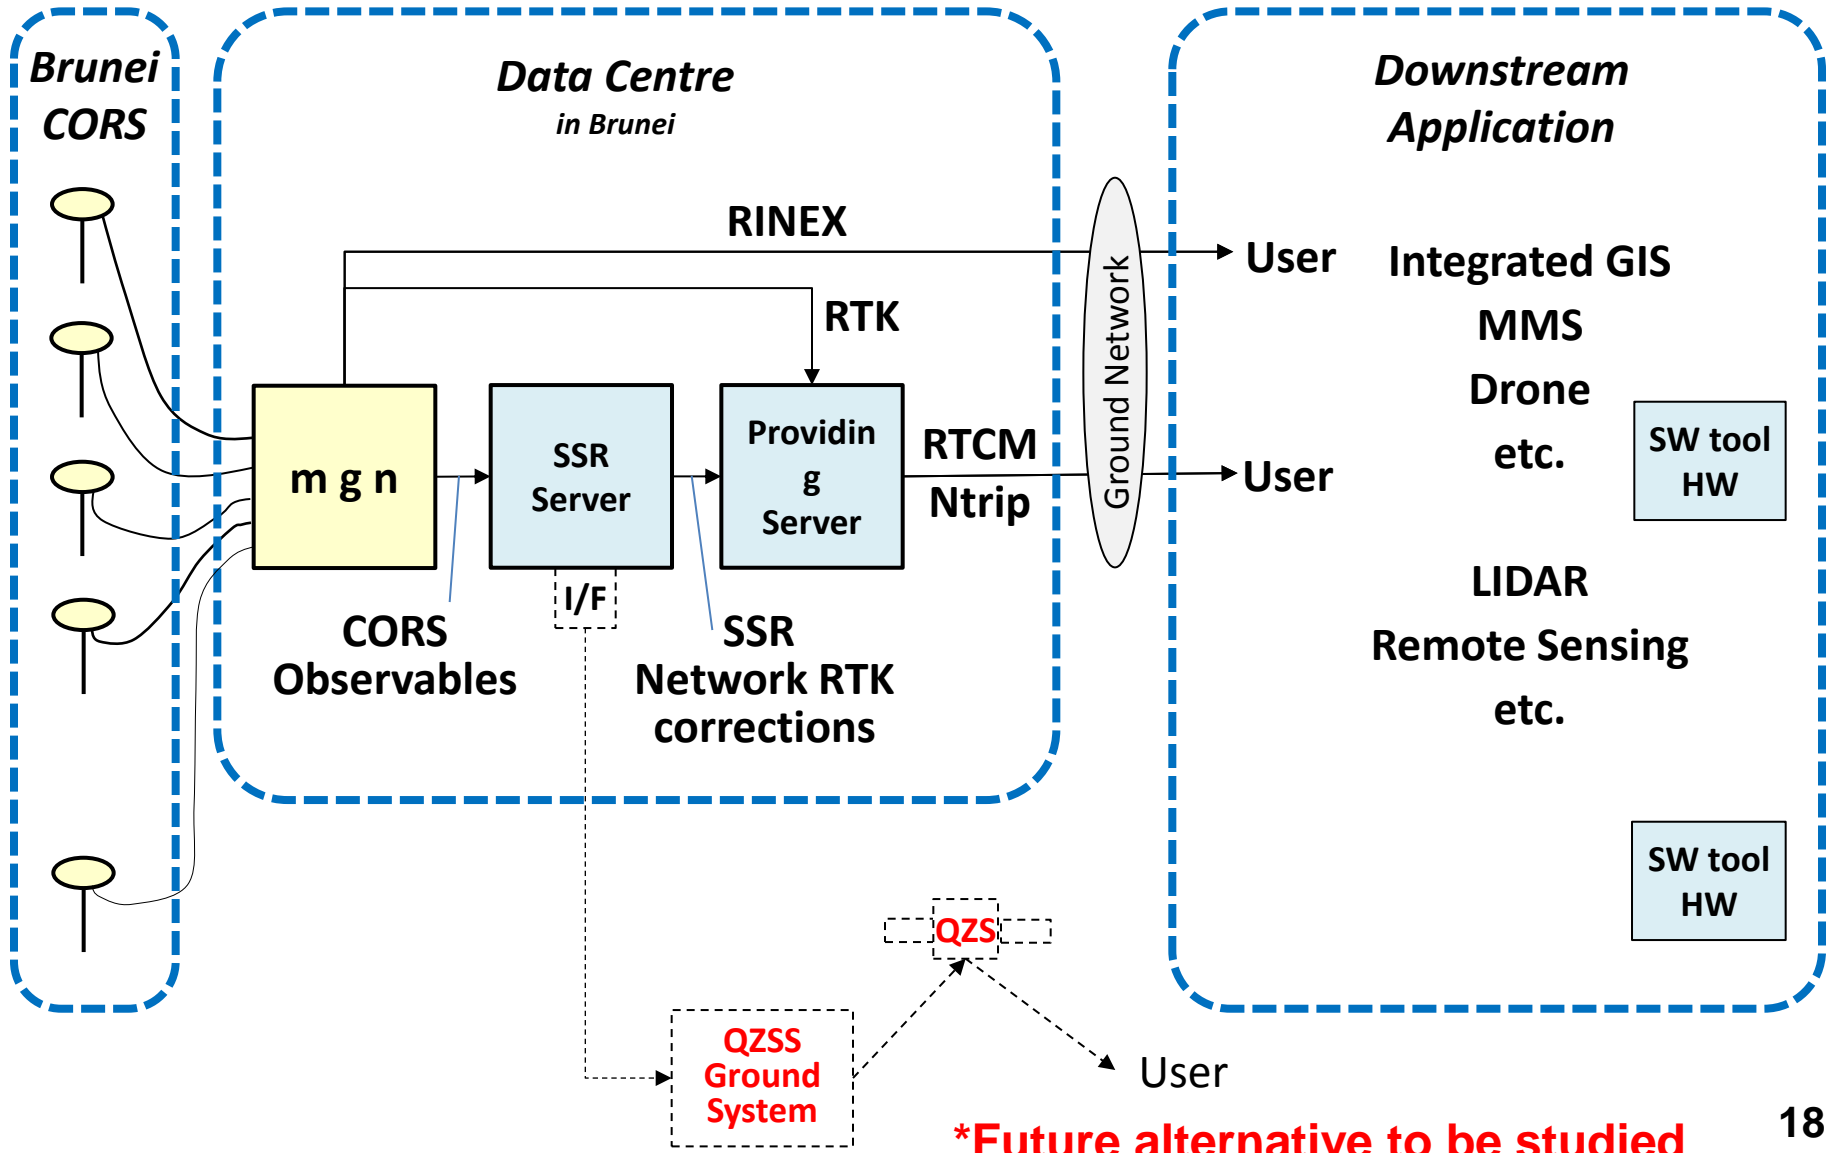 Brunei
CORS
Data Centre
in Brunei
Downstream
Application
RINEX
RTK
m g n
SSR
Server
Providin
g
Server
RTCM
Ntrip
Ground Network
User
User
Integrated GIS
MMS
Drone
etc.
SW tool
HW
I/F
CORS
Observables
SSR
Network RTK
corrections
LIDAR
Remote Sensing
etc.
SW tool
HW
QZS
QZSS
Ground
System
User
*Future alternative to be studied
18